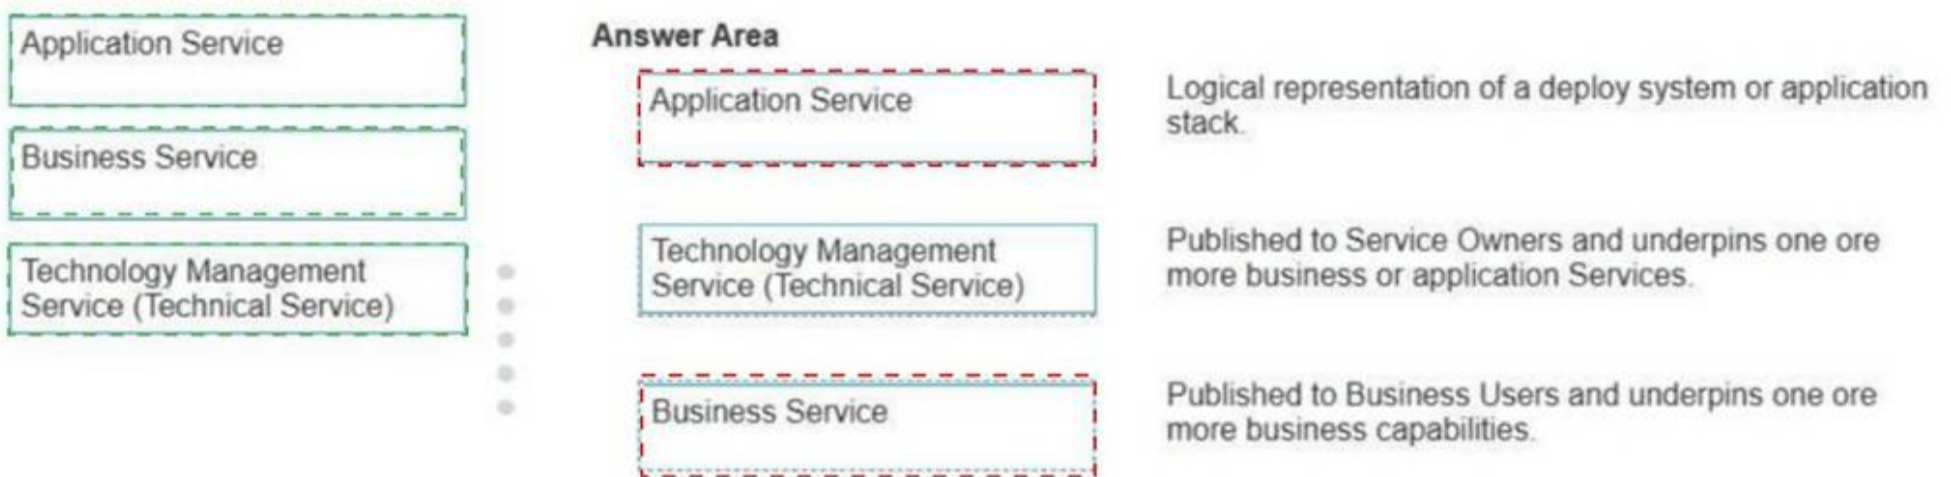 Application Service
Business Service
Technology Management
Service (Technical Service)
Answer Area
Application Service
Logical representation of a deploy system or application
stack.
Technology Management
Service (Technical Service)
Published to Service Owners and underpins one ore
more business or application Services.
Business Service
Published to Business Users and underpins one ore
more business capabilities.